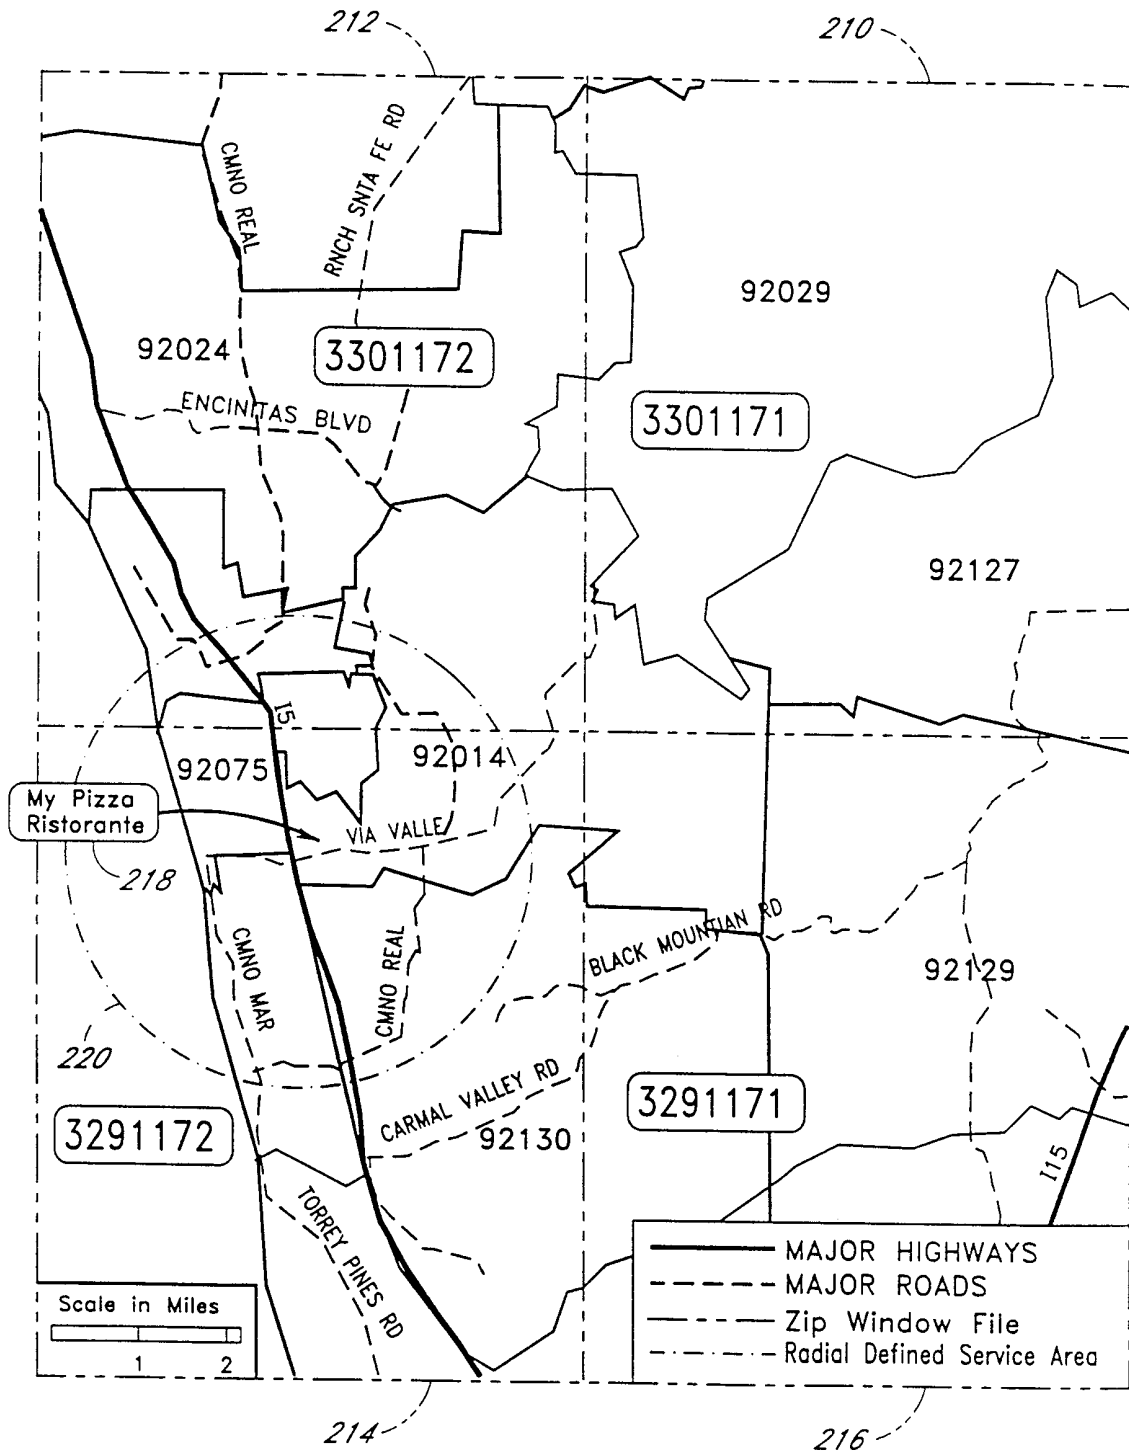 212
210
CMNO REAL
RNCH SNTA FE RD
92029
92024
3301172
ENCINITAS BLVD
3301171
92127
I5
92075
92014
My Pizza
Ristorante
VIA VALLE
218
CMNO MAR
CMNO REAL
BLACK MOUNTIAN RD
92129
220
3291172
CARMAL VALLEY RD
92130
3291171
I15
TORREY PINES RD
Scale in Miles
1 2
MAJOR HIGHWAYS
MAJOR ROADS
Zip Window File
Radial Defined Service Area
214
216